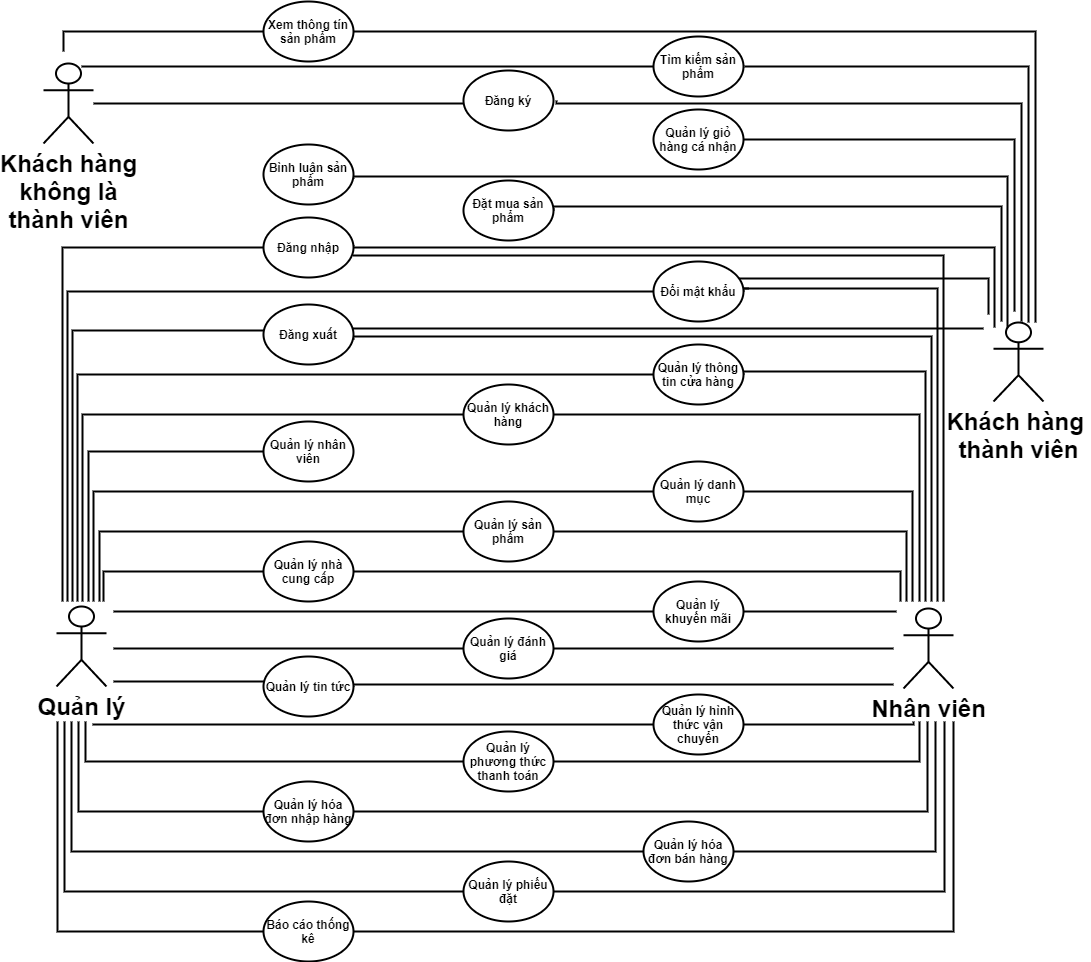 Xem thông tin
sản phẩm
Tìm kiếm sản
phẩm
Đăng ký
Quản lý giỏ
hàng cá nhận
Khách hàng
không là
thành viên
Bình luận sản
phẩm
Đặt mua sản
phẩm
Đăng nhập
Đổi mật khẩu
Đăng xuất
Quản lý thông
tin cửa hàng
Quản lý khách
hàng
Khách hàng
thành viên
Quản lý nhân
viên
Quản lý danh
mục
Quản lý sản
phẩm
Quản lý nhà
cung cấp
Quản lý
khuyến mãi
Quản lý đánh
giá
Quản lý tin tức
Quản lý
Nhân viên
Quản lý hình
thức vận
chuyển
Quản lý
phương thức
thanh toán
Quản lý hóa
đơn nhập hàng
Quản lý hóa
đơn bán hàng
Quản lý phiếu
đặt
Báo cáo thống
kê